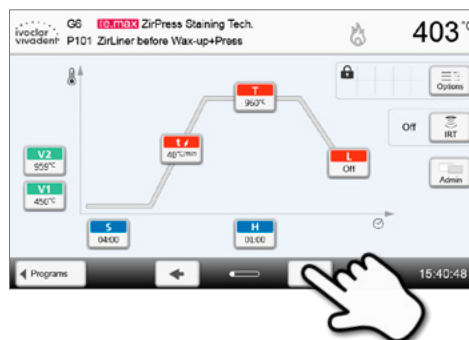 ivoclar
vivadent
G6 IPS e.max ZirPress Staining Tech.
P101 ZirLiner before Wax-up+Press
403°
T
960°C
Options
t
40°C/min
Off
IRT
V2
959°C
L
Off
Admin
V1
450°C
S
04:00
H
01:00
Programs
15:40:48